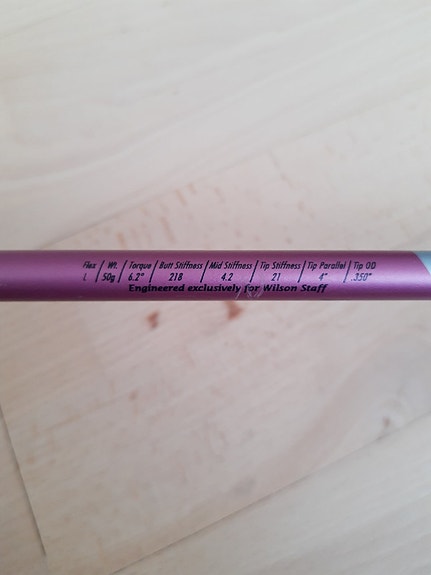 Flex / Wt. / Torque / Butt Stiffness / Mid Stiffness / Tip Stiffness / Tip Parallel / Tip OD
L / 50g / 6.2° / 218 / 4.2 / 21 / 4" / .350"
Engineered exclusively for Wilson Staff